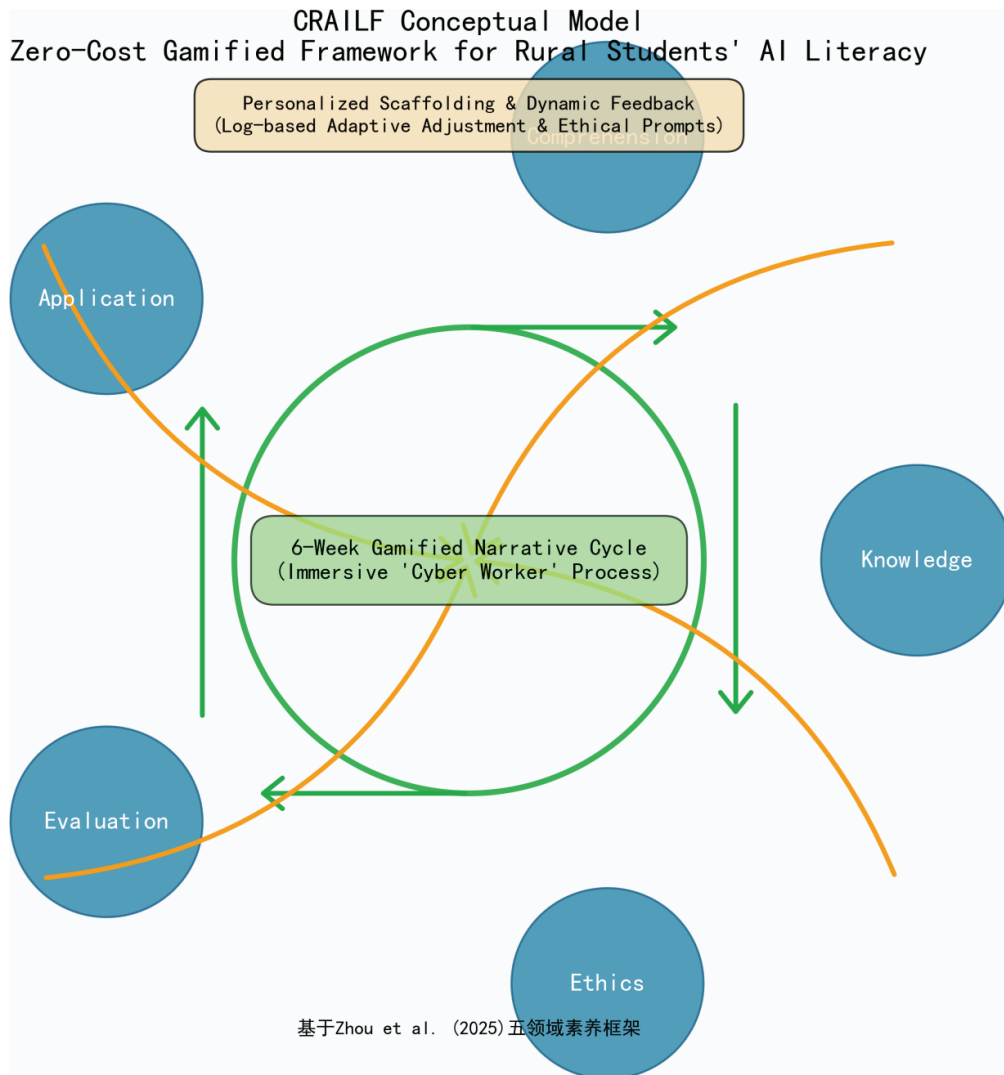 CRAILF Conceptual Model
Zero-Cost Gamified Framework for Rural Students' AI Literacy
Personalized Scaffolding & Dynamic Feedback
(Log-based Adaptive Adjustment & Ethical Prompts)
Comprehension
Application
6-Week Gamified Narrative Cycle
(Immersive 'Cyber Worker' Process)
Knowledge
Evaluation
Ethics
基于Zhou et al. (2025)五领域素养框架